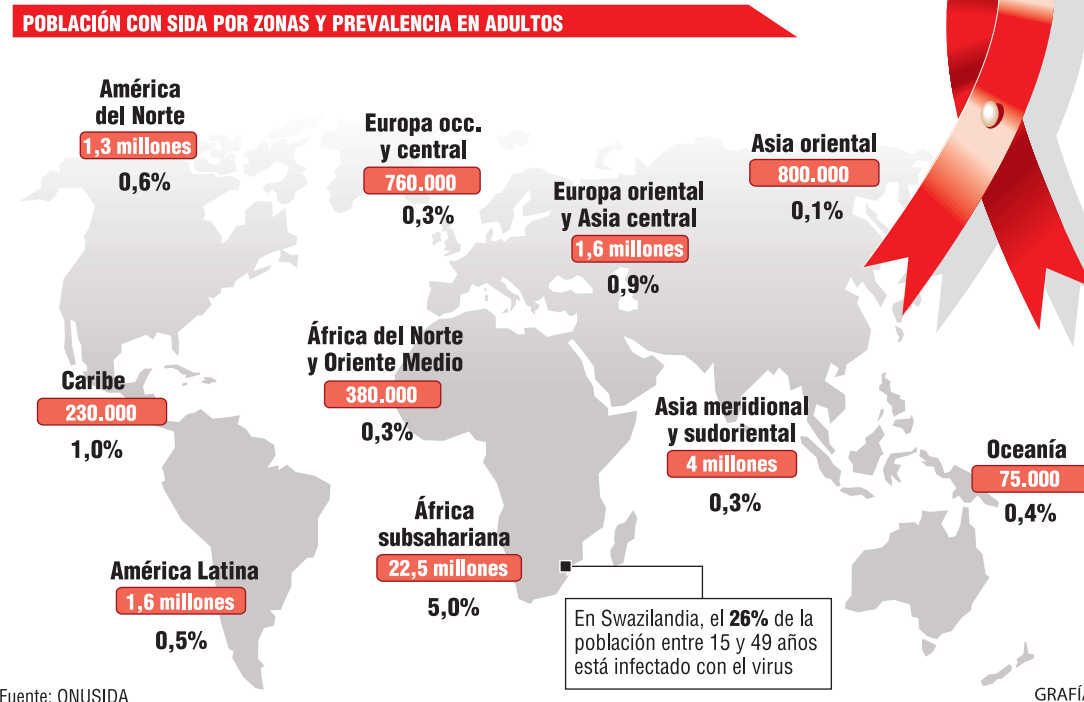 POBLACIÓN CON SIDA POR ZONAS Y PREVALENCIA EN ADULTOS
América
del Norte
1,3 millones
0,6%
Europa occ.
y central
760.000
0,3%
Asia oriental
800.000
0,1%
Europa oriental
y Asia central
1,6 millones
0,9%
África del Norte
y Oriente Medio
380.000
0,3%
Caribe
230.000
1,0%
Asia meridional
y sudoriental
4 millones
0,3%
Oceanía
75.000
0,4%
África
subsahariana
22,5 millones
5,0%
América Latina
1,6 millones
0,5%
En Swazilandia, el 26% de la
población entre 15 y 49 años
está infectado con el virus
Fuente: ONUSIDA
GRAFÍA